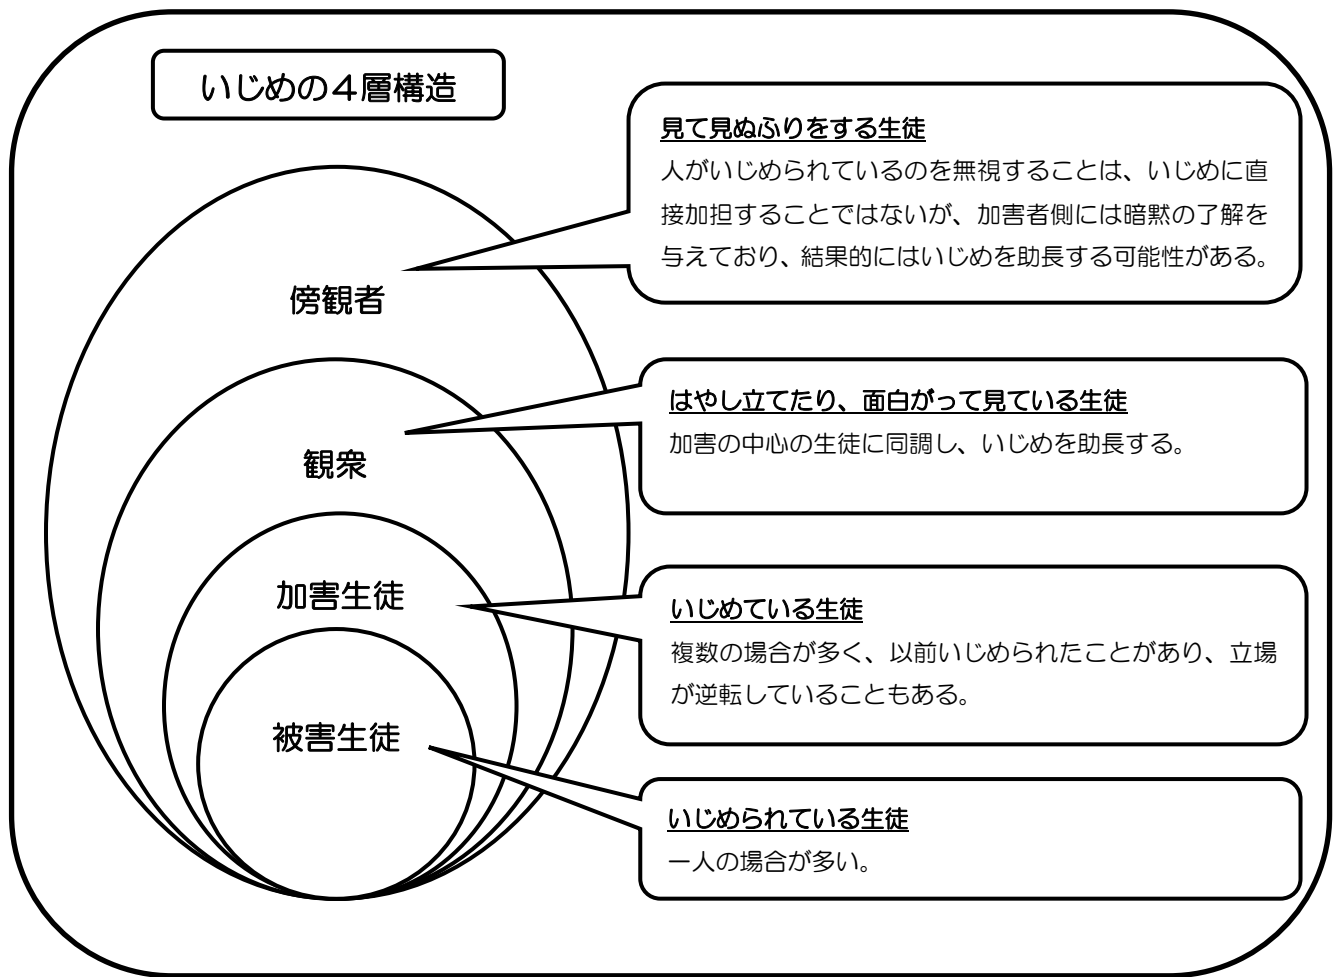 いじめの４層構造
見て見ぬふりをする生徒
人がいじめられているのを無視することは、いじめに直
接加担することではないが、加害者側には暗黙の了解を
与えており、結果的にはいじめを助長する可能性がある。
傍観者
はやし立てたり、面白がって見ている生徒
加害の中心の生徒に同調し、いじめを助長する。
観衆
いじめている生徒
複数の場合が多く、以前いじめられたことがあり、立場
が逆転していることもある。
加害生徒
被害生徒
いじめられている生徒
一人の場合が多い。